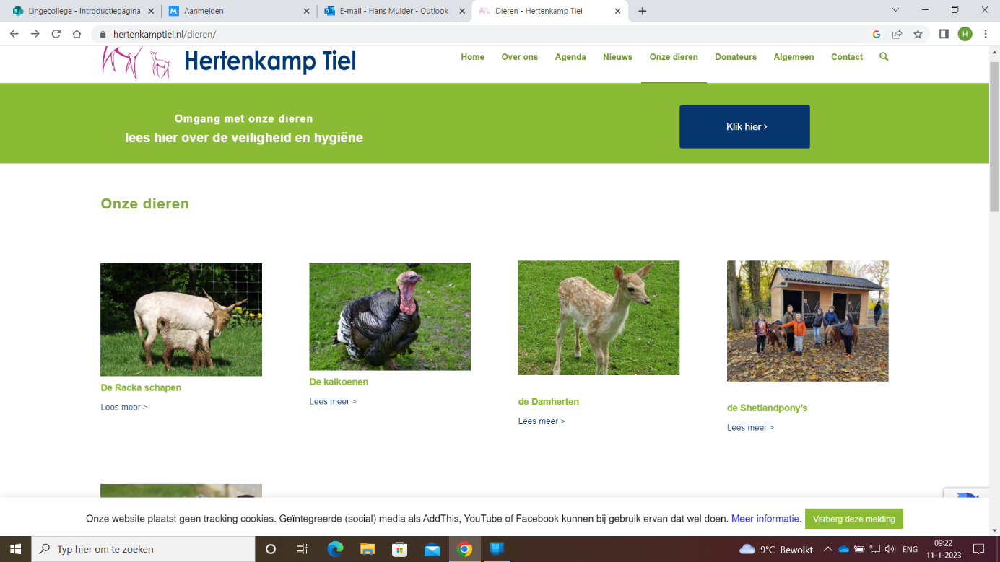 Lingecollege - Introductiepagina
Aanmelden
E-mail - Hans Mulder - Outlook
Dieren - Hertenkamp Tiel
hertenkamptiel.nl/dieren/
H
Hertenkamp Tiel
Home Over ons Agenda Nieuws Onze dieren Donateurs Algemeen Contact
Omgang met onze dieren
lees hier over de veiligheid en hygiëne
Klik hier >
Onze dieren
De Racka schapen
Lees meer >
De kalkoenen
Lees meer >
de Damherten
Lees meer >
de Shetlandpony's
Lees meer >
Onze website plaatst geen tracking cookies. Geïntegreerde (social) media als AddThis, YouTube of Facebook kunnen bij gebruik ervan dat wel doen. Meer informatie. Verberg deze melding
Typ hier om te zoeken
9°C Bewolkt
ENG
09:22
11-1-2023